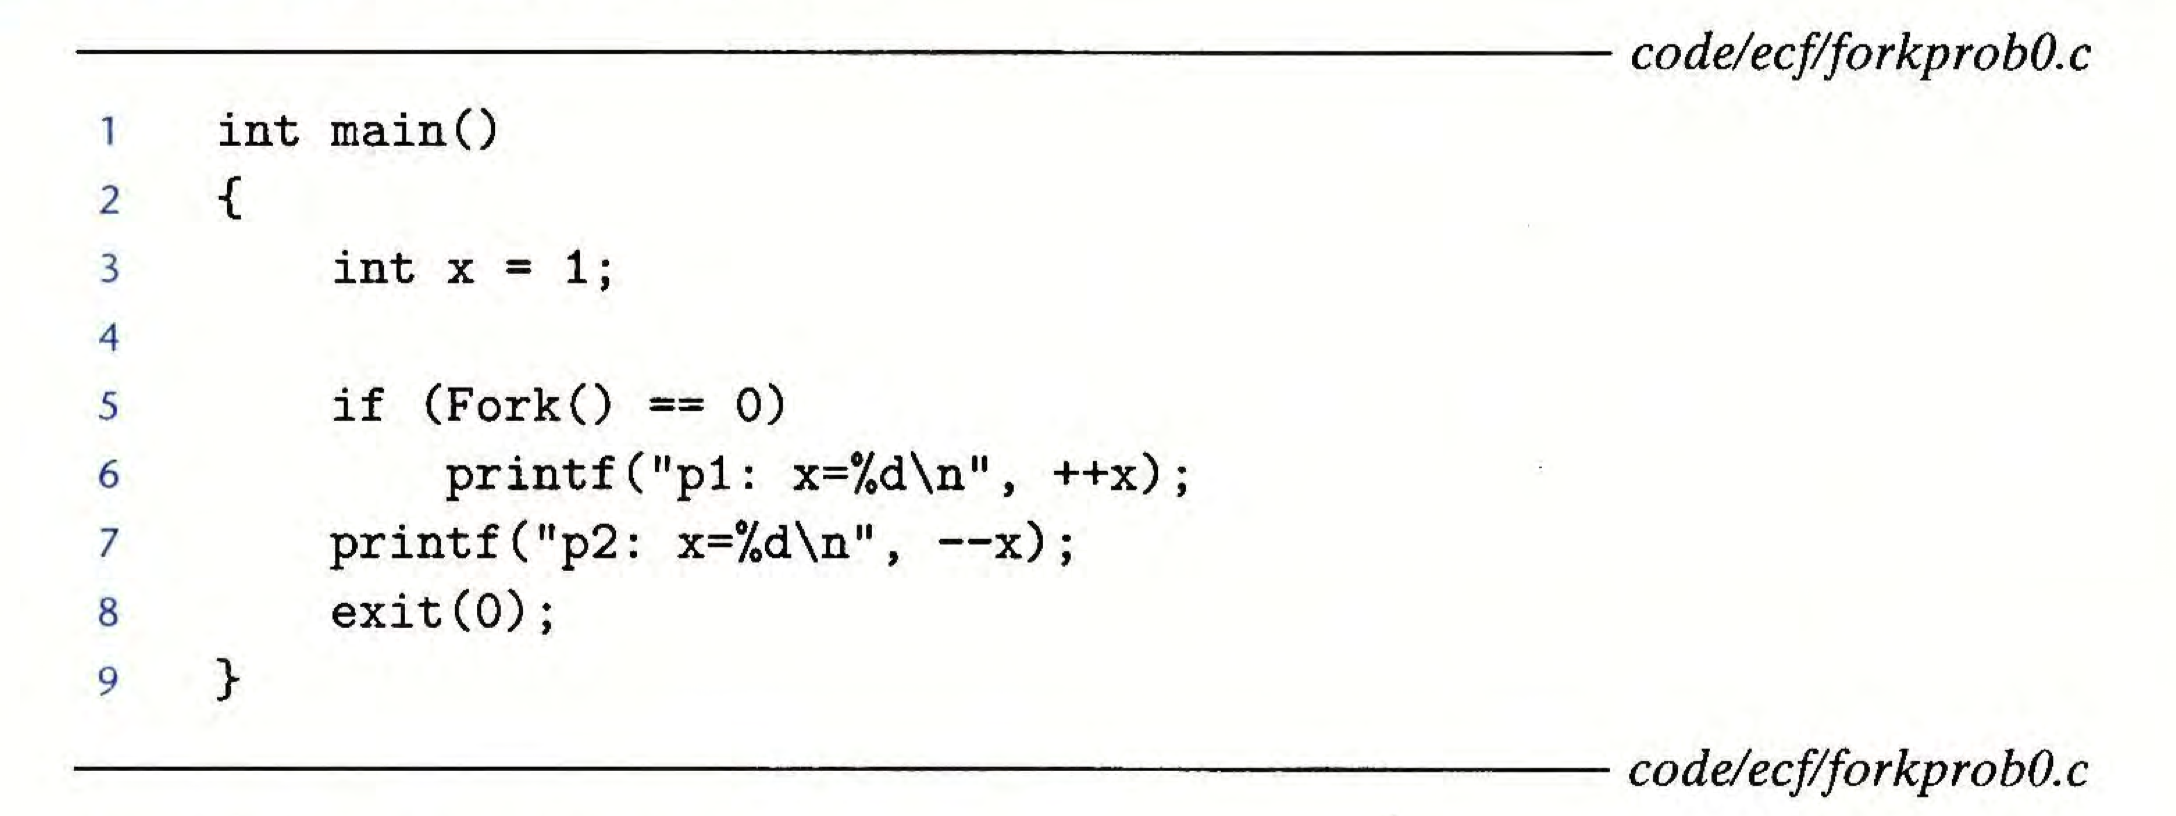 code/ecf/forkprob0.c
1 int main()
2 {
3     int x = 1;
4
5     if (Fork() == 0)
6         printf("p1: x=%d\n", ++x);
7     printf("p2: x=%d\n", --x);
8     exit(0);
9 }
code/ecf/forkprob0.c